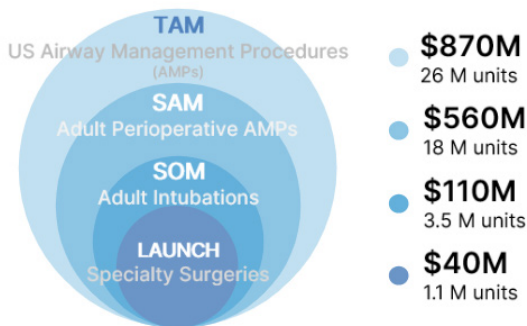 TAM
US Airway Management Procedures
(AMPs)
SAM
Adult Perioperative AMPs
SOM
Adult Intubations
LAUNCH
Specialty Surgeries
$870M
26 M units
$560M
18 M units
$110M
3.5 M units
$40M
1.1 M units